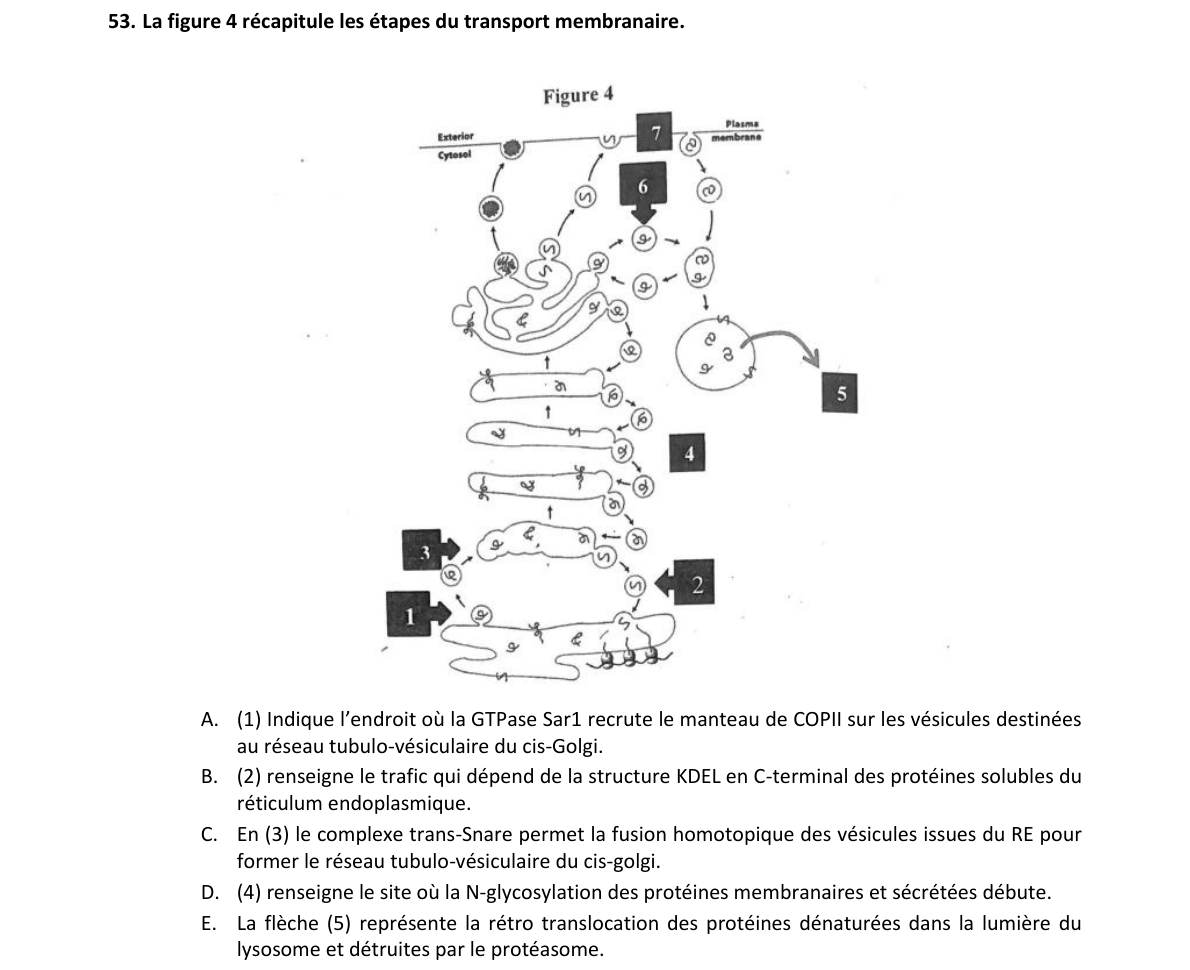 53. La figure 4 récapitule les étapes du transport membranaire.
Figure 4
Exterior
Cytosol
7
Plasma
membrane
6
5
4
3
2
1
A. (1) Indique l’endroit où la GTPase Sar1 recrute le manteau de COPII sur les vésicules destinées
au réseau tubulo-vésiculaire du cis-Golgi.
B. (2) renseigne le trafic qui dépend de la structure KDEL en C-terminal des protéines solubles du
réticulum endoplasmique.
C. En (3) le complexe trans-Snare permet la fusion homotopique des vésicules issues du RE pour
former le réseau tubulo-vésiculaire du cis-golgi.
D. (4) renseigne le site où la N-glycosylation des protéines membranaires et sécrétées débute.
E. La flèche (5) représente la rétro translocation des protéines dénaturées dans la lumière du
lysosome et détruites par le protéasome.